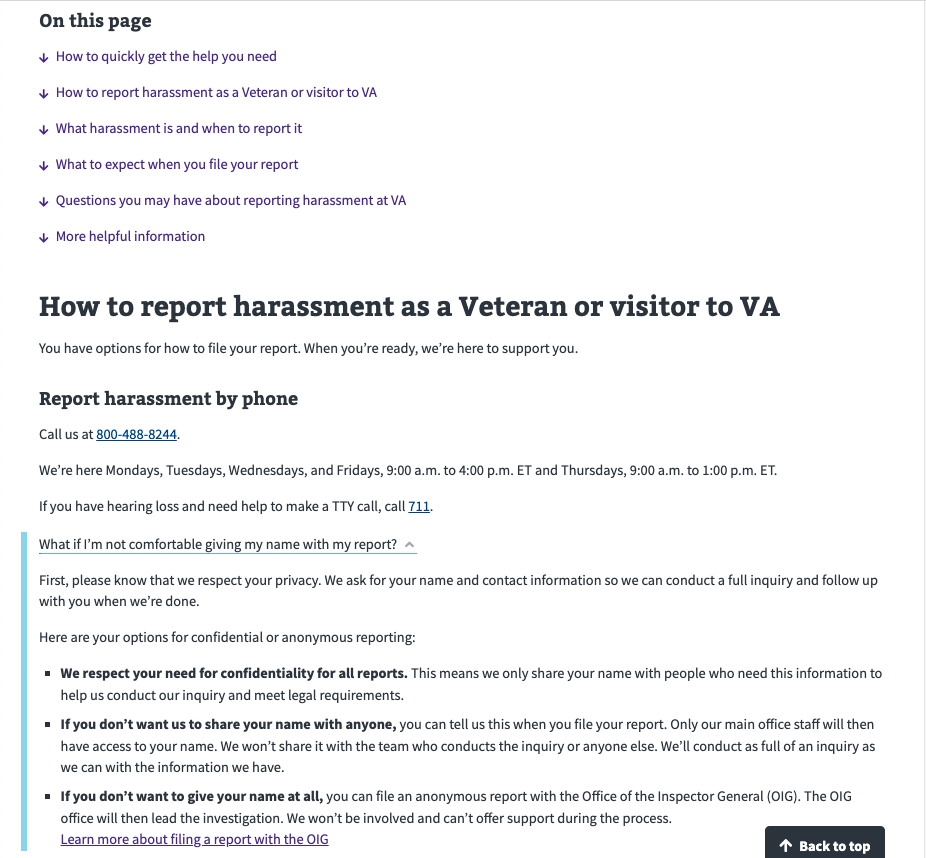 On this page
How to quickly get the help you need
How to report harassment as a Veteran or visitor to VA
What harassment is and when to report it
What to expect when you file your report
Questions you may have about reporting harassment at VA
More helpful information
How to report harassment as a Veteran or visitor to VA
You have options for how to file your report. When you’re ready, we’re here to support you.
Report harassment by phone
Call us at 800-488-8244.
We’re here Mondays, Tuesdays, Wednesdays, and Fridays, 9:00 a.m. to 4:00 p.m. ET and Thursdays, 9:00 a.m. to 1:00 p.m. ET.
If you have hearing loss and need help to make a TTY call, call 711.
What if I’m not comfortable giving my name with my report?
First, please know that we respect your privacy. We ask for your name and contact information so we can conduct a full inquiry and follow up
with you when we’re done.
Here are your options for confidential or anonymous reporting:
We respect your need for confidentiality for all reports. This means we only share your name with people who need this information to
help us conduct our inquiry and meet legal requirements.
If you don’t want us to share your name with anyone, you can tell us this when you file your report. Only our main office staff will then
have access to your name. We won’t share it with the team who conducts the inquiry or anyone else. We’ll conduct as full of an inquiry as
we can with the information we have.
If you don’t want to give your name at all, you can file an anonymous report with the Office of the Inspector General (OIG). The OIG
office will then lead the investigation. We won’t be involved and can’t offer support during the process.
Learn more about filing a report with the OIG
Back to top